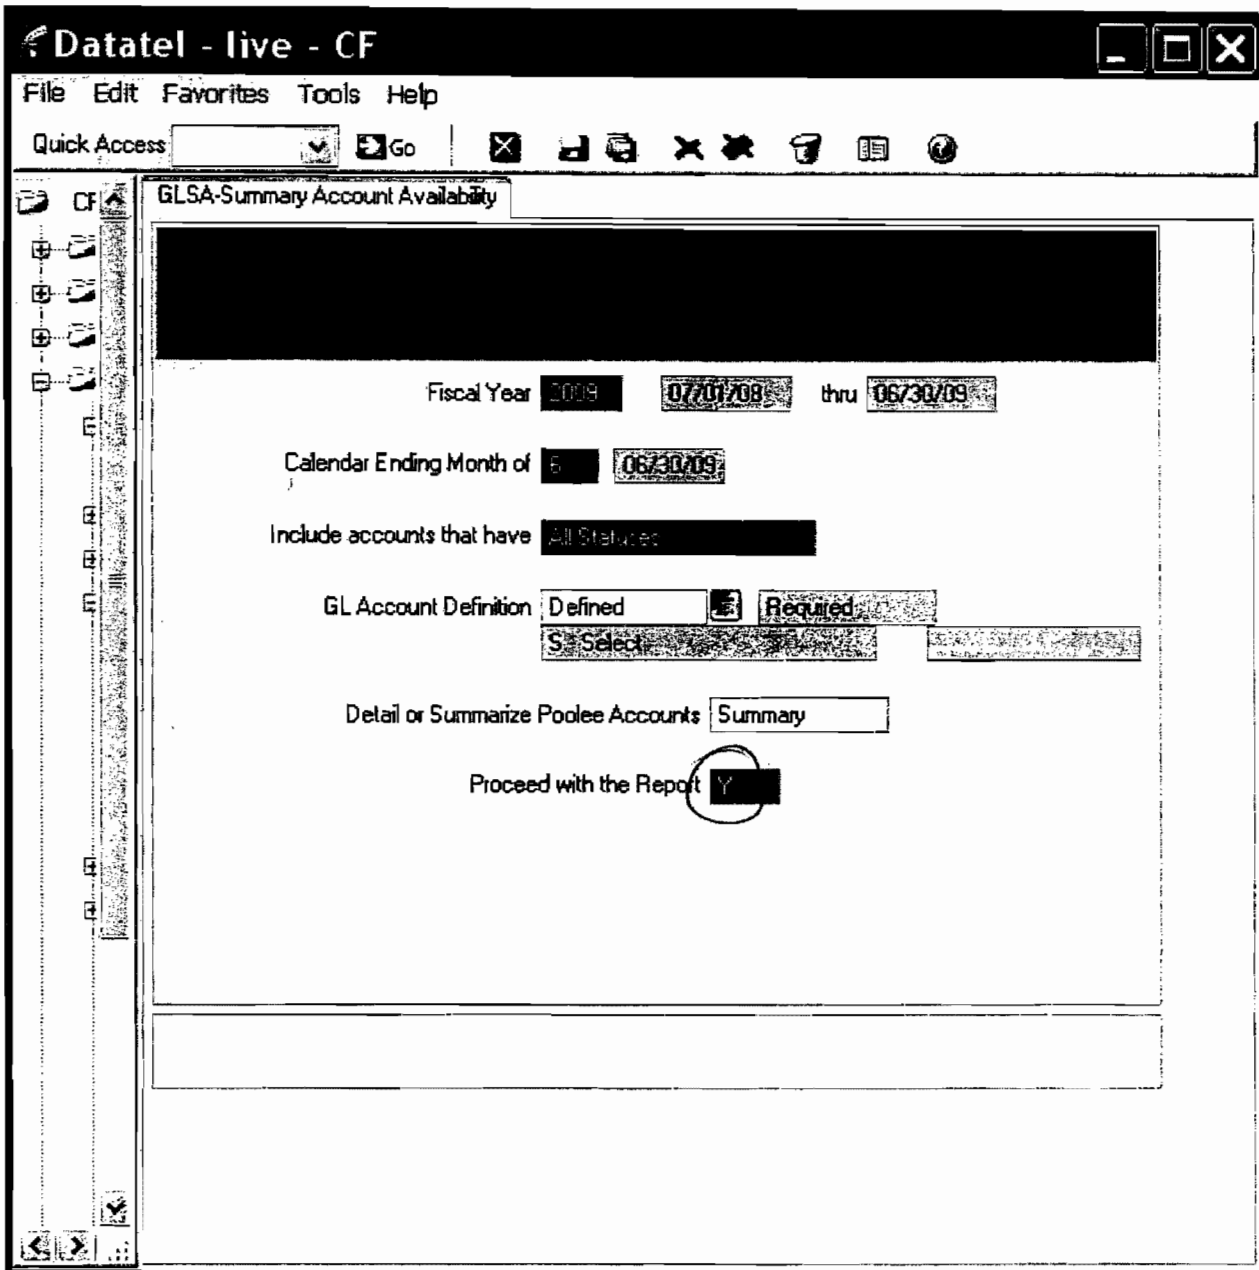 Datatel - live - CF
File Edit Favorites Tools Help
Quick Access Go
CF
GLSA-Summary Account Availability
Fiscal Year 2009 07/01/08 thru 06/30/09
Calendar Ending Month of 6 06/30/09
Include accounts that have All Statuses
GL Account Definition Defined Required
S - Select
Detail or Summarize Poolee Accounts Summary
Proceed with the Report Y